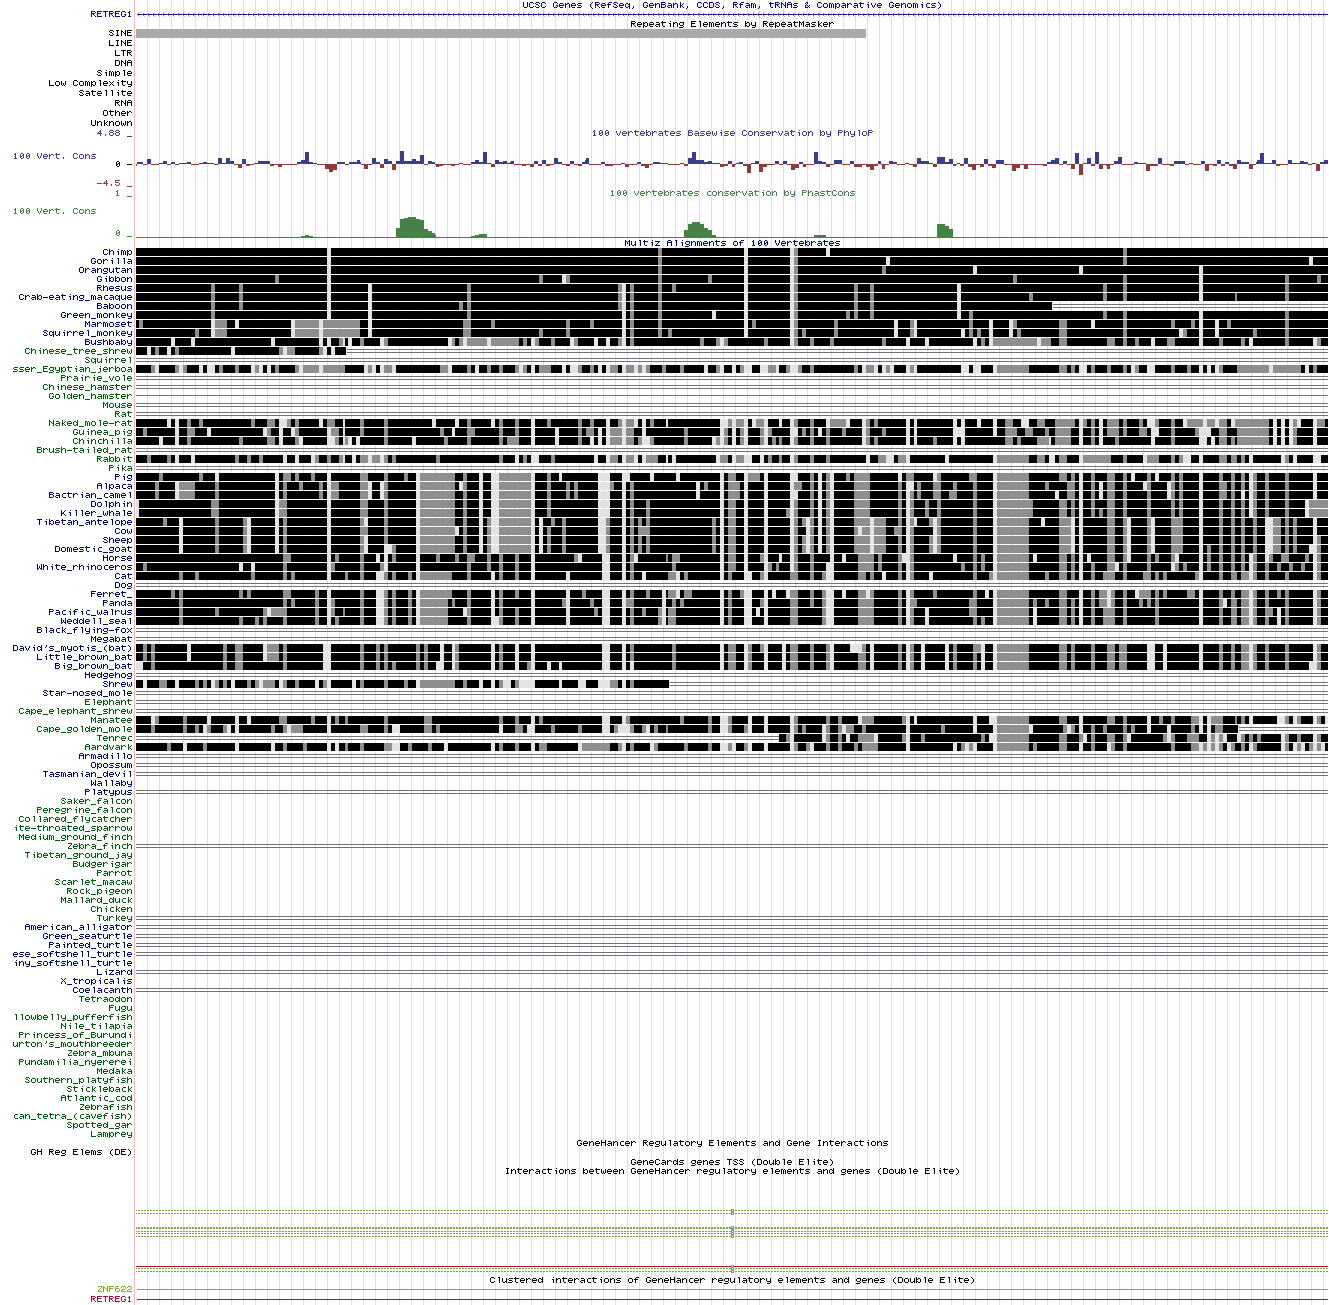 UCSC Genes (RefSeq, GenBank, CCDS, Rfam, tRNAs & Comparative Genomics)
RETREG1
Repeating Elements by RepeatMasker
SINE
LINE
LTR
DNA
Simple
Low Complexity
Satellite
RNA
Other
Unknown
4.88 _
100 vertebrates Basewise Conservation by PhyloP
100 Vert. Cons
0 _
-4.5 _
100 vertebrates conservation by PhastCons
1 _
100 Vert. Cons
0 _
Multiz Alignments of 100 Vertebrates
Chimp
Gorilla
Orangutan
Gibbon
Rhesus
Crab-eating_macaque
Baboon
Green_monkey
Marmoset
Squirrel_monkey
Bushbaby
Chinese_tree_shrew
Squirrel
sser_Egyptian_jerboa
Prairie_vole
Chinese_hamster
Golden_hamster
Mouse
Rat
Naked_mole-rat
Guinea_pig
Chinchilla
Brush-tailed_rat
Rabbit
Pika
Pig
Alpaca
Bactrian_camel
Dolphin
Killer_whale
Tibetan_antelope
Cow
Sheep
Domestic_goat
Horse
White_rhinoceros
Cat
Dog
Ferret_
Panda
Pacific_walrus
Weddell_seal
Black_flying-fox
Megabat
David's_myotis_(bat)
Little_brown_bat
Big_brown_bat
Hedgehog
Shrew
Star-nosed_mole
Elephant
Cape_elephant_shrew
Manatee
Cape_golden_mole
Tenrec
Aardvark
Armadillo
Opossum
Tasmanian_devil
Wallaby
Platypus
Saker_falcon
Peregrine_falcon
Collared_flycatcher
ite-throated_sparrow
Medium_ground_finch
Zebra_finch
Tibetan_ground_jay
Budgerigar
Parrot
Scarlet_macaw
Rock_pigeon
Mallard_duck
Chicken
Turkey
American_alligator
Green_seaturtle
Painted_turtle
ese_softshell_turtle
iny_softshell_turtle
Lizard
X_tropicalis
Coelacanth
Tetraodon
Fugu
llowbelly_pufferfish
Nile_tilapia
Princess_of_Burundi
urton's_mouthbreeder
Zebra_mbuna
Pundamilia_nyererei
Medaka
Southern_platyfish
Stickleback
Atlantic_cod
Zebrafish
can_tetra_(cavefish)
Spotted_gar
Lamprey
GeneHancer Regulatory Elements and Gene Interactions
GH Reg Elems (DE)
GeneCards genes TSS (Double Elite)
Interactions between GeneHancer regulatory elements and genes (Double Elite)
Clustered interactions of GeneHancer regulatory elements and genes (Double Elite)
ZNF622
RETREG1